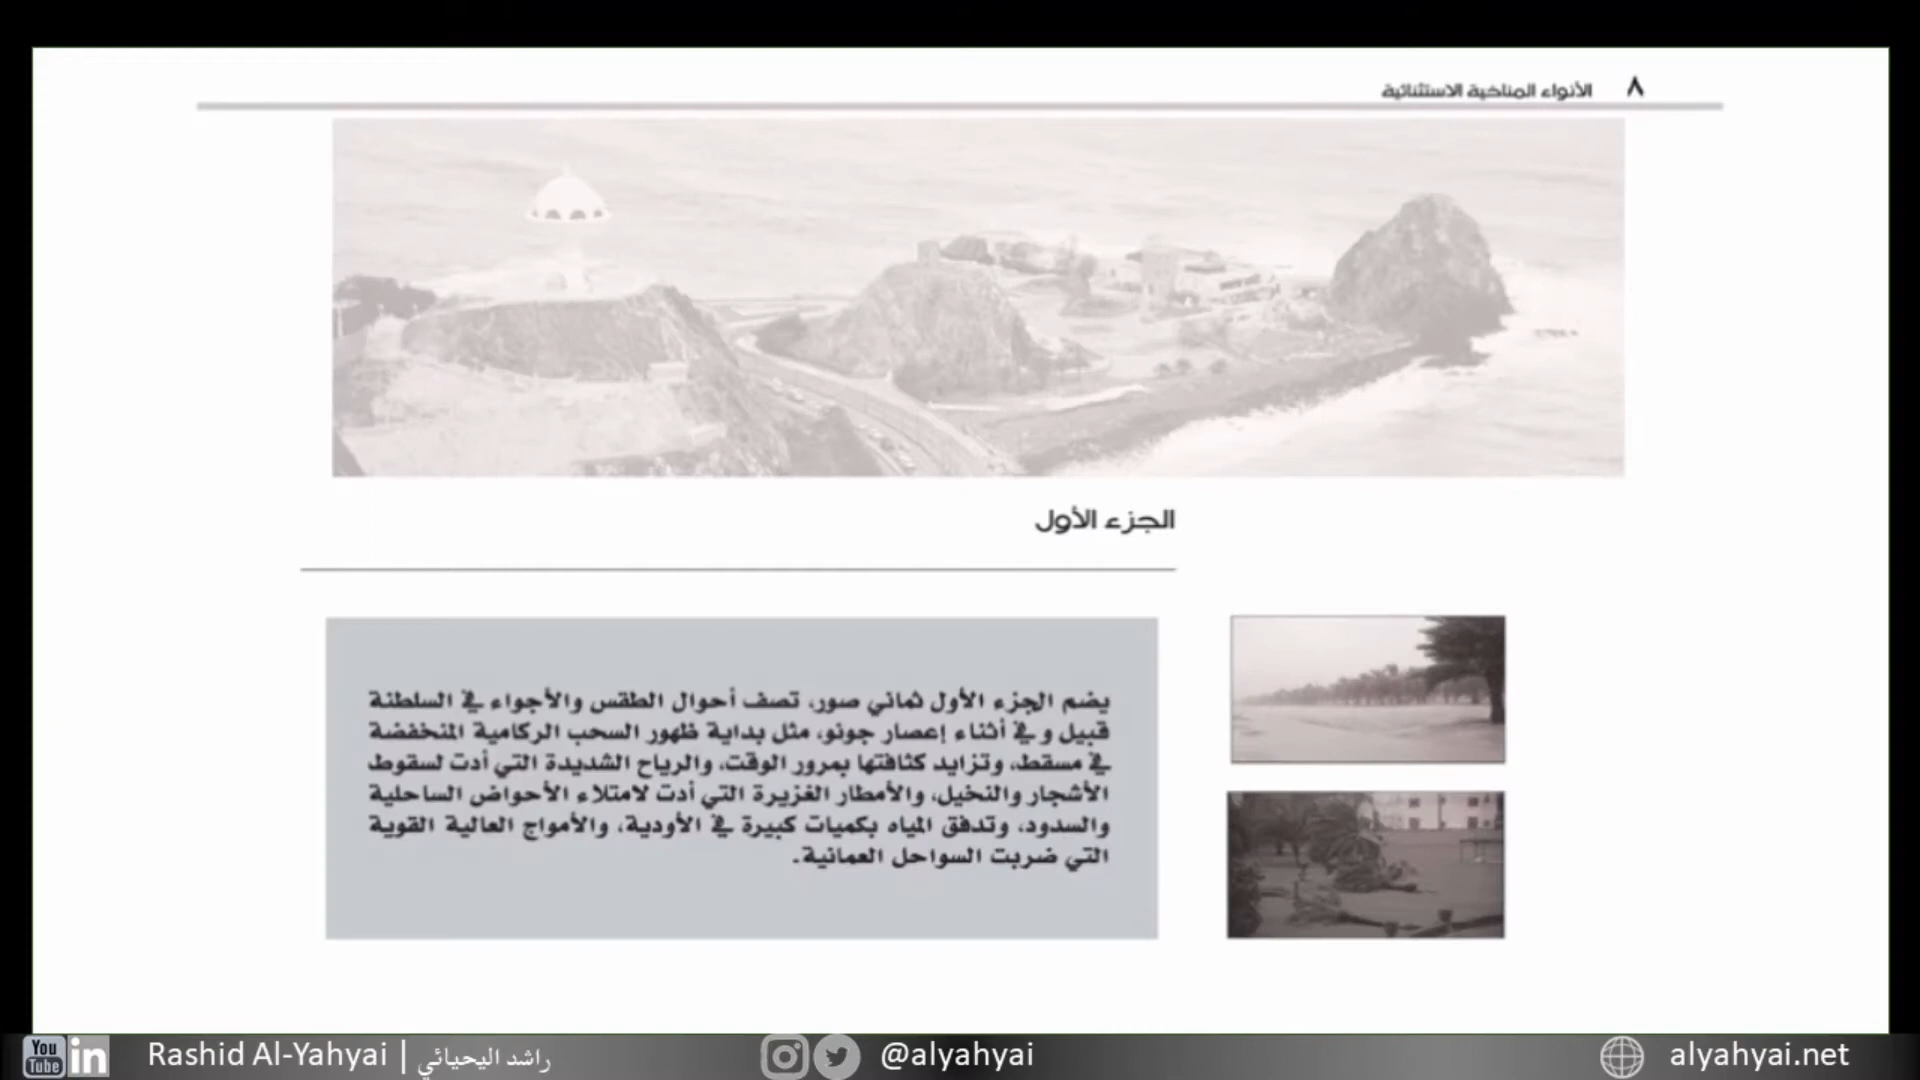 ٨ الأنواء المناخية الاستثنائية
الجزء الأول
يضم الجزء الأول ثماني صور، تصف أحوال الطقس والأجواء في السلطنة
قبيل و في أثناء إعصار جونو، مثل بداية ظهور السحب الركامية المنخفضة
في مسقط، وتزايد كثافتها بمرور الوقت، والرياح الشديدة التي أدت لسقوط
الأشجار والنخيل، والأمطار الغزيرة التي أدت لامتلاء الأحواض الساحلية
والسدود، وتدفق المياه بكميات كبيرة في الأودية، والأمواج العالية القوية
التي ضربت السواحل العمانية.
You Tube in Rashid Al-Yahyai | راشد اليحيائي @alyahyai alyahyai.net